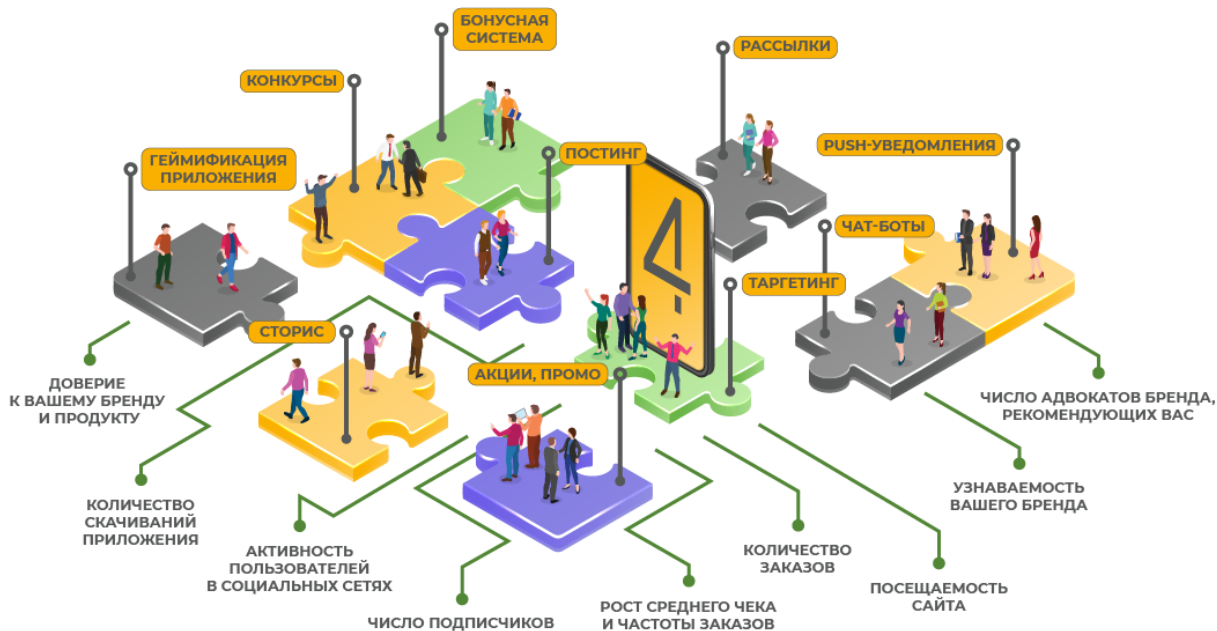 БОНУСНАЯ
СИСТЕМА
РАССЫЛКИ
КОНКУРСЫ
PUSH-УВЕДОМЛЕНИЯ
ГЕЙМИФИКАЦИЯ
ПРИЛОЖЕНИЯ
ПОСТИНГ
ЧАТ-БОТЫ
ТАРГЕТИНГ
СТОРИС
АКЦИИ, ПРОМО
4
ДОВЕРИЕ
К ВАШЕМУ БРЕНДУ
И ПРОДУКТУ
ЧИСЛО АДВОКАТОВ БРЕНДА,
РЕКОМЕНДУЮЩИХ ВАС
КОЛИЧЕСТВО
СКАЧИВАНИЙ
ПРИЛОЖЕНИЯ
УЗНАВАЕМОСТЬ
ВАШЕГО БРЕНДА
АКТИВНОСТЬ
ПОЛЬЗОВАТЕЛЕЙ
В СОЦИАЛЬНЫХ СЕТЯХ
КОЛИЧЕСТВО
ЗАКАЗОВ
ПОСЕЩАЕМОСТЬ
САЙТА
ЧИСЛО ПОДПИСЧИКОВ
РОСТ СРЕДНЕГО ЧЕКА
И ЧАСТОТЫ ЗАКАЗОВ